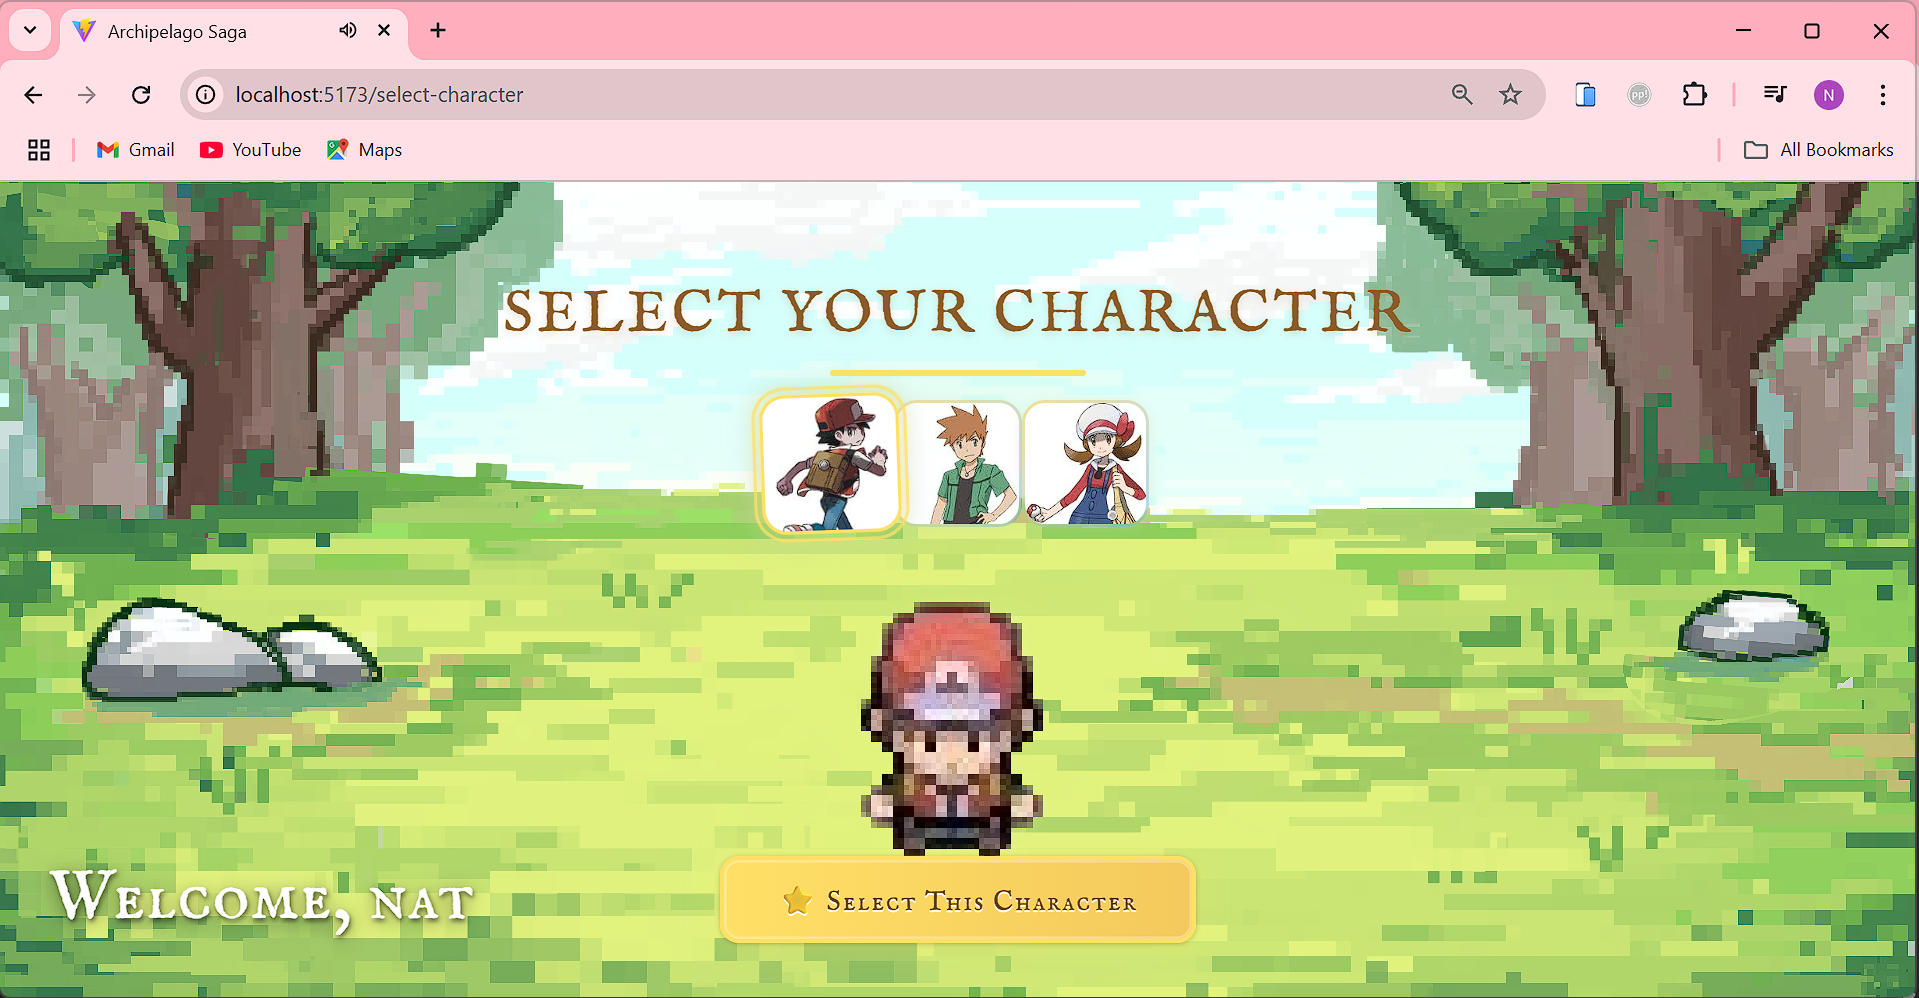 Archipelago Saga
localhost:5173/select-character
pp!
N
Gmail
YouTube
Maps
All Bookmarks
SELECT YOUR CHARACTER
Welcome, nat
Select This Character